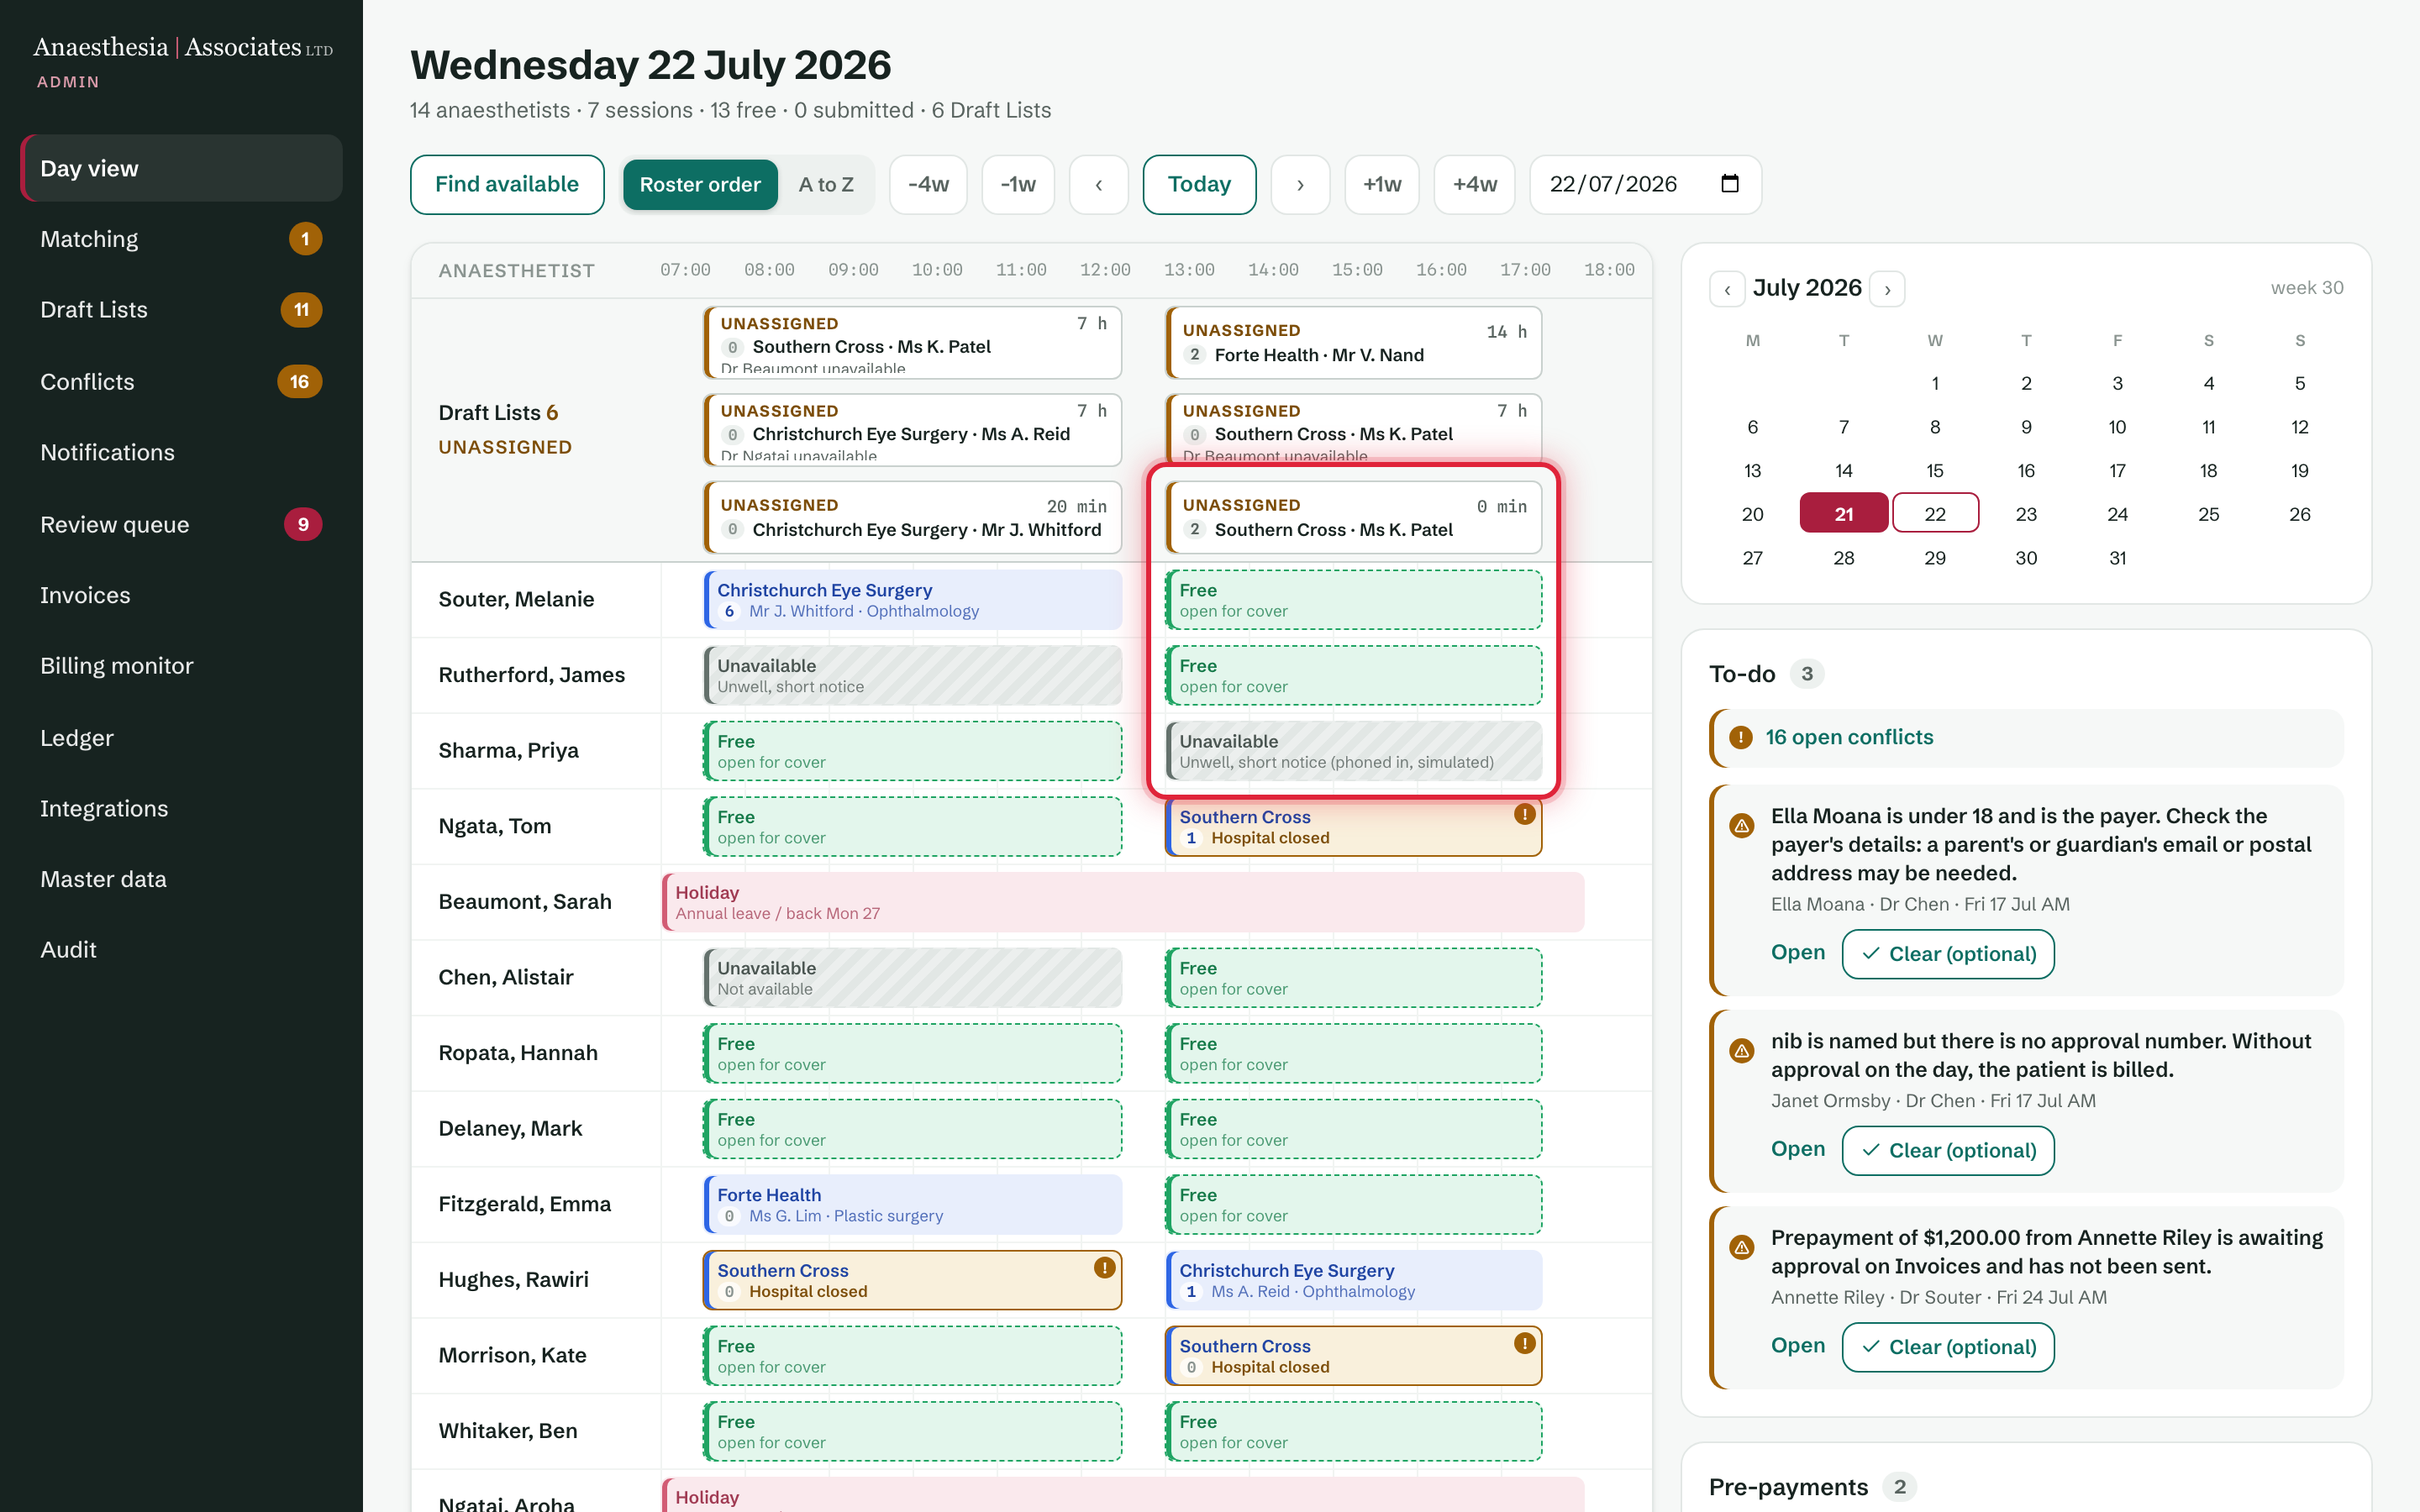 Anaesthesia | Associates LTD
ADMIN
Day view
Matching 1
Draft Lists 11
Conflicts 16
Notifications
Review queue 9
Invoices
Billing monitor
Ledger
Integrations
Master data
Audit
Wednesday 22 July 2026
14 anaesthetists · 7 sessions · 13 free · 0 submitted · 6 Draft Lists
Find available Roster order A to Z -4w -1w ‹ Today › +1w +4w 22/07/2026
ANAESTHETIST 07:00 08:00 09:00 10:00 11:00 12:00 13:00 14:00 15:00 16:00 17:00 18:00
Draft Lists 6
UNASSIGNED
UNASSIGNED 7 h
0 Southern Cross · Ms K. Patel
Dr Beaumont unavailable
UNASSIGNED 14 h
2 Forte Health · Mr V. Nand
UNASSIGNED 7 h
0 Christchurch Eye Surgery · Ms A. Reid
Dr Ngatai unavailable
UNASSIGNED 7 h
0 Southern Cross · Ms K. Patel
Dr Beaumont unavailable
UNASSIGNED 20 min
0 Christchurch Eye Surgery · Mr J. Whitford
UNASSIGNED 0 min
2 Southern Cross · Ms K. Patel
Souter, Melanie
Christchurch Eye Surgery
6 Mr J. Whitford · Ophthalmology
Free
open for cover
Rutherford, James
Unavailable
Unwell, short notice
Free
open for cover
Sharma, Priya
Free
open for cover
Unavailable
Unwell, short notice (phoned in, simulated)
Ngata, Tom
Free
open for cover
Southern Cross !
1 Hospital closed
Beaumont, Sarah
Holiday
Annual leave / back Mon 27
Chen, Alistair
Unavailable
Not available
Free
open for cover
Ropata, Hannah
Free
open for cover
Free
open for cover
Delaney, Mark
Free
open for cover
Free
open for cover
Fitzgerald, Emma
Forte Health
0 Ms G. Lim · Plastic surgery
Free
open for cover
Hughes, Rawiri
Southern Cross !
0 Hospital closed
Christchurch Eye Surgery
1 Ms A. Reid · Ophthalmology
Morrison, Kate
Free
open for cover
Southern Cross !
0 Hospital closed
Whitaker, Ben
Free
open for cover
Free
open for cover
Ngatai, Aroha
Holiday
‹ July 2026 › week 30
M T W T F S S
1 2 3 4 5
6 7 8 9 10 11 12
13 14 15 16 17 18 19
20 21 22 23 24 25 26
27 28 29 30 31
To-do 3
! 16 open conflicts
Ella Moana is under 18 and is the payer. Check the
payer's details: a parent's or guardian's email or postal
address may be needed.
Ella Moana · Dr Chen · Fri 17 Jul AM
Open ✓ Clear (optional)
nib is named but there is no approval number. Without
approval on the day, the patient is billed.
Janet Ormsby · Dr Chen · Fri 17 Jul AM
Open ✓ Clear (optional)
Prepayment of $1,200.00 from Annette Riley is awaiting
approval on Invoices and has not been sent.
Annette Riley · Dr Souter · Fri 24 Jul AM
Open ✓ Clear (optional)
Pre-payments 2